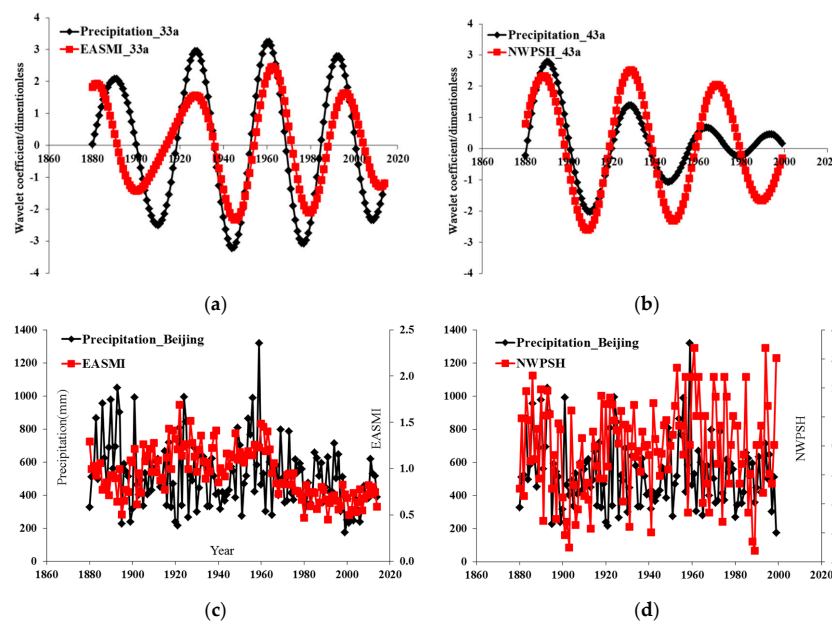 Precipitation_33a
EASMI_33a
Wavelet coefficient/dimentionless
4
3
2
1
0
-1
-2
-3
-4
1860 1880 1900 1920 1940 1960 1980 2000 2020
(a)
Precipitation_43a
NWPSH_43a
Wavelet coefficient/dimentionless
4
3
2
1
0
-1
-2
-3
-4
1860 1880 1900 1920 1940 1960 1980 2000
(b)
Precipitation_Beijing
EASMI
Precipitation(mm)
1400
1200
1000
800
600
400
200
0
2.5
2.0
1.5
1.0
0.5
0.0
EASMI
Year
1860 1880 1900 1920 1940 1960 1980 2000 2020
(c)
Precipitation_Beijing
NWPSH
1400
1200
1000
800
600
400
200
0
NWPSH
1860 1880 1900 1920 1940 1960 1980 2000 2020
(d)